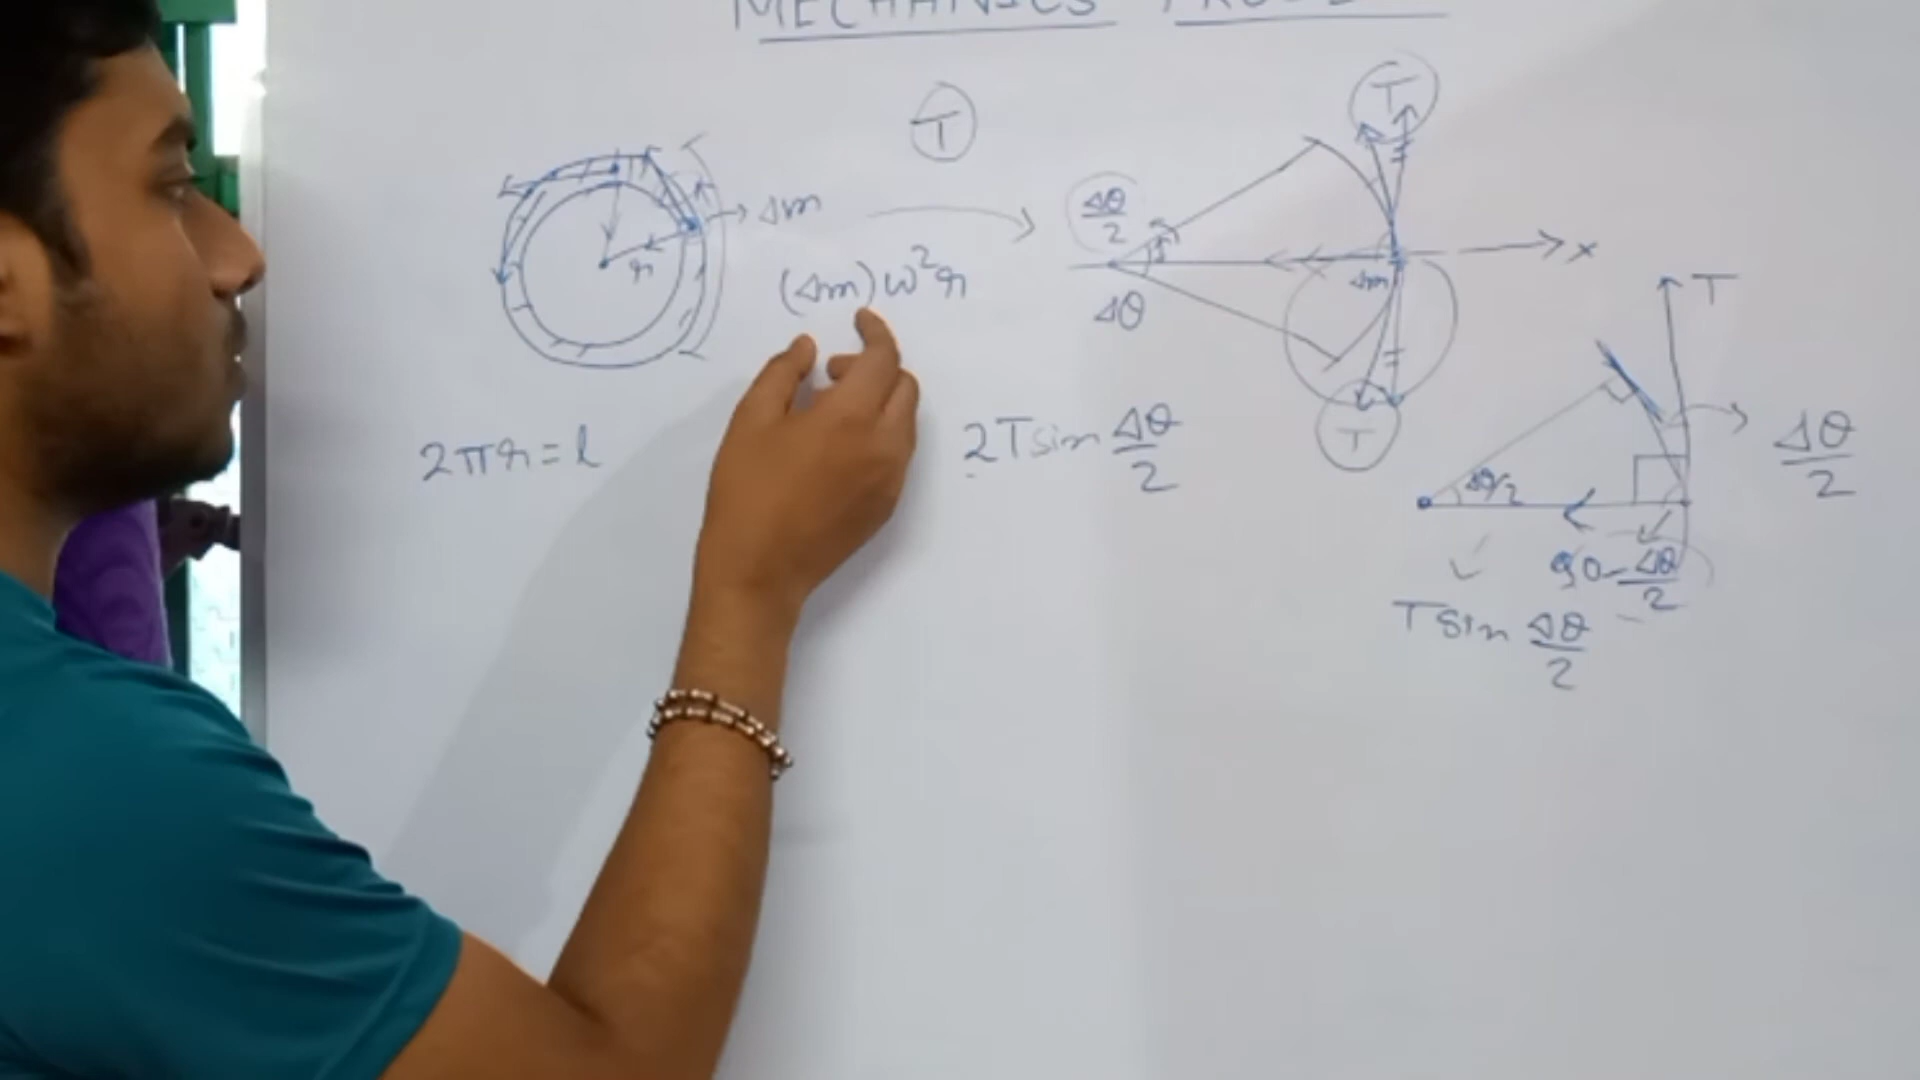 MECHANICS
T
T
Δm
Δθ/2
r
(Δm)ω²r
x
Δm
Δθ
T
2πr = l
2T sin Δθ/2
T
Δθ/2
Δθ/2
90 - Δθ/2
T sin Δθ/2